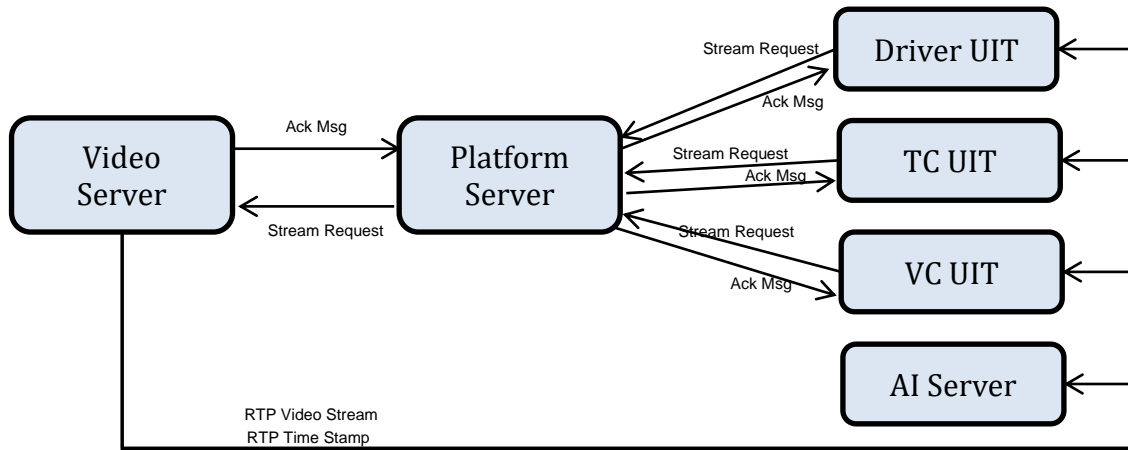 Stream Request
Driver UIT
Ack Msg
Ack Msg
Video
Server
Platform
Server
Stream Request
TC UIT
Ack Msg
Stream Request
Stream Request
VC UIT
Ack Msg
AI Server
RTP Video Stream
RTP Time Stamp